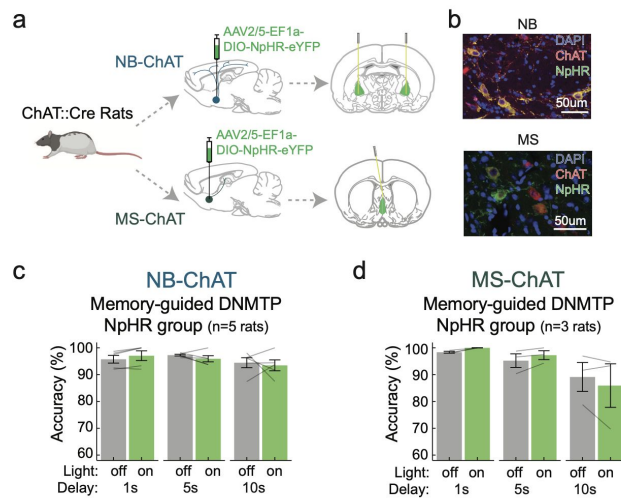 a
AAV2/5-EF1a-
DIO-NpHR-eYFP
NB-ChAT
ChAT::Cre Rats
AAV2/5-EF1a-
DIO-NpHR-eYFP
MS-ChAT
b
NB
DAPI
ChAT
NpHR
50um
MS
DAPI
ChAT
NpHR
50um
c
NB-ChAT
Memory-guided DNMTP
NpHR group (n=5 rats)
Accuracy (%)
100
90
80
70
60
Light: off on off on off on
Delay: 1s 5s 10s
d
MS-ChAT
Memory-guided DNMTP
NpHR group (n=3 rats)
Accuracy (%)
100
90
80
70
60
Light: off on off on off on
Delay: 1s 5s 10s